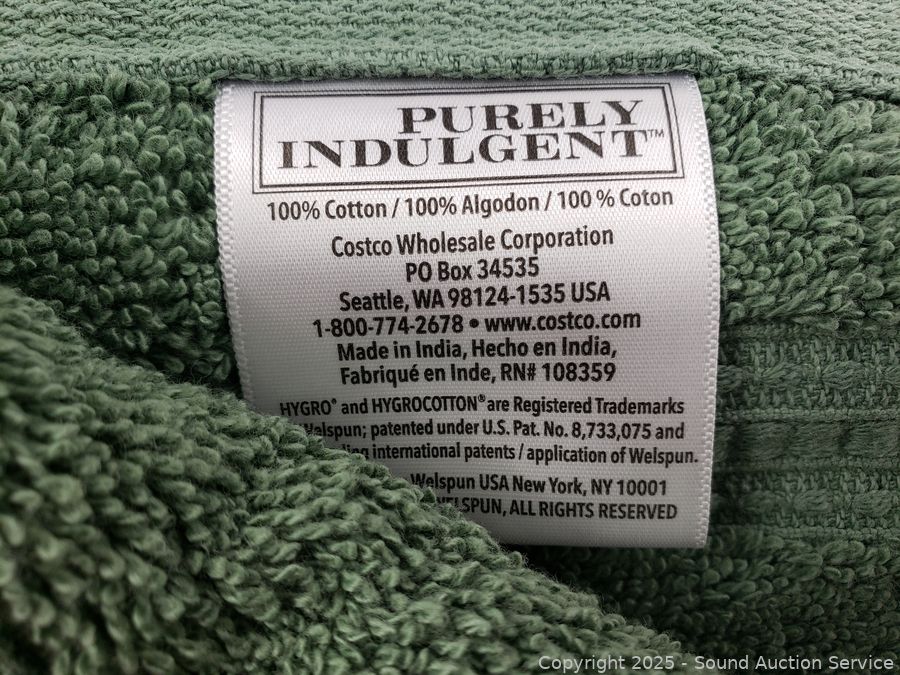 PURELY
INDULGENT™
100% Cotton / 100% Algodon / 100 % Coton
Costco Wholesale Corporation
PO Box 34535
Seattle, WA 98124-1535 USA
1-800-774-2678 • www.costco.com
Made in India, Hecho en India,
Fabriqué en Inde, RN# 108359
HYGRO® and HYGROCOTTON® are Registered Trademarks
Welspun; patented under U.S. Pat. No. 8,733,075 and
international patents / application of Welspun.
Welspun USA New York, NY 10001
WELSPUN, ALL RIGHTS RESERVED
Copyright 2025 - Sound Auction Service